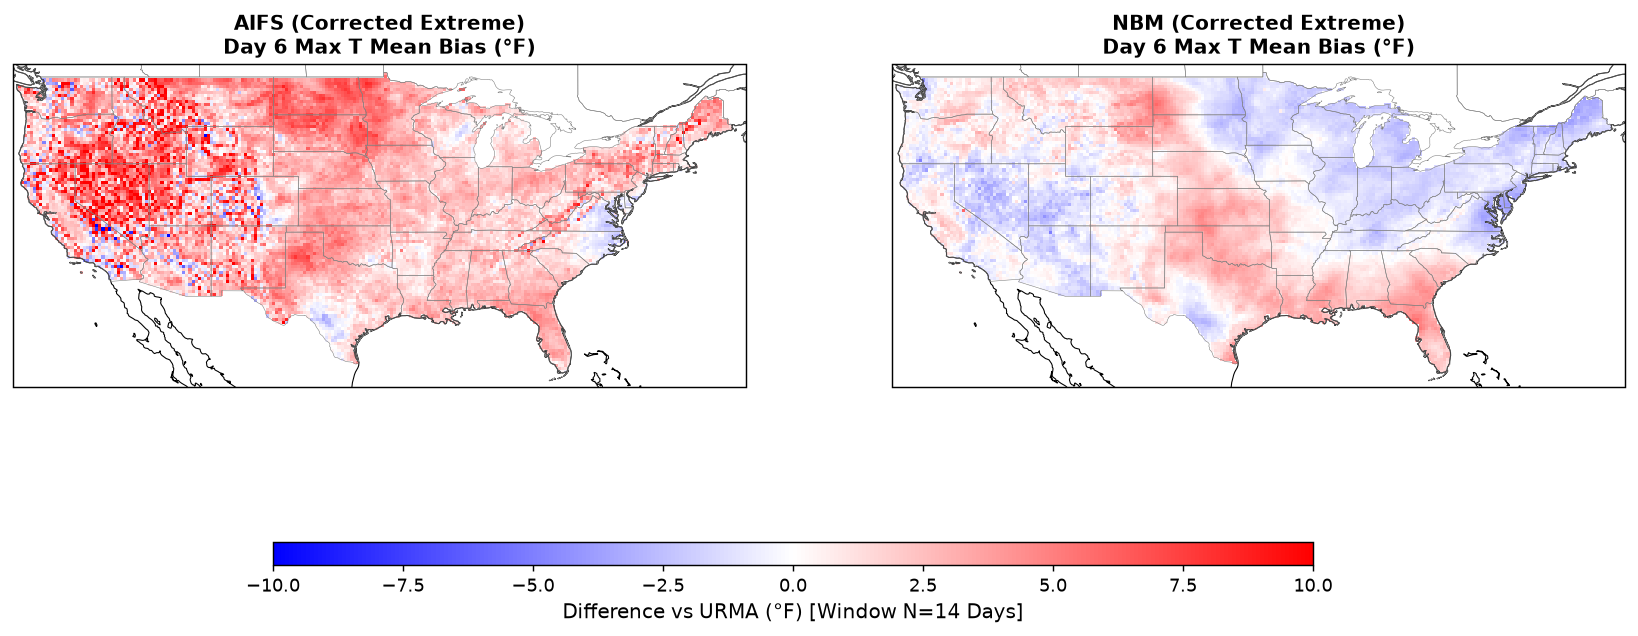 AIFS (Corrected Extreme)
Day 6 Max T Mean Bias (°F)
NBM (Corrected Extreme)
Day 6 Max T Mean Bias (°F)
−10.0 −7.5 −5.0 −2.5 0.0 2.5 5.0 7.5 10.0
Difference vs URMA (°F) [Window N=14 Days]